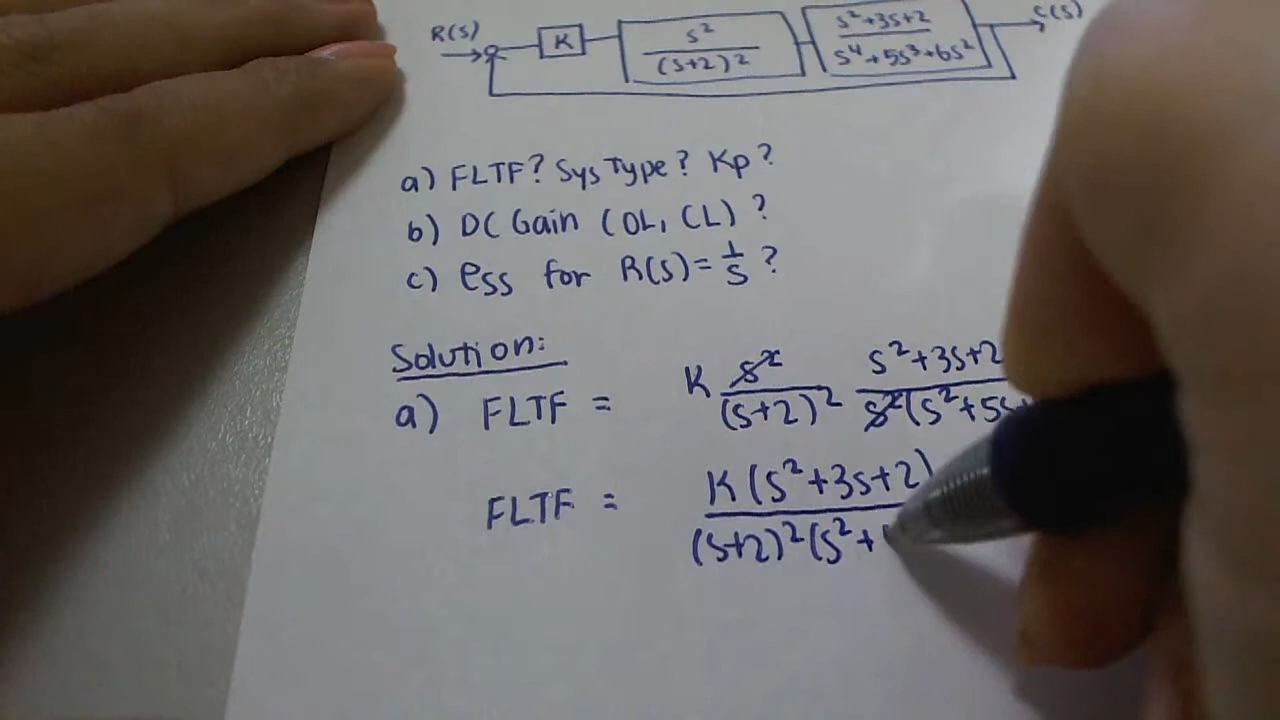 R(S) K s² / (s+2)² s²+3s+2 / s⁴+5s³+6s² C(S)
a) FLTF? Sys Type? Kp?
b) DC Gain (OL, CL)?
c) ess for R(S) = 1/S ?
Solution:
a) FLTF = K s² / (s+2)² s²+3s+2 / s²(s²+5s+
FLTF = K(s²+3s+2) / (s+2)²(s²+